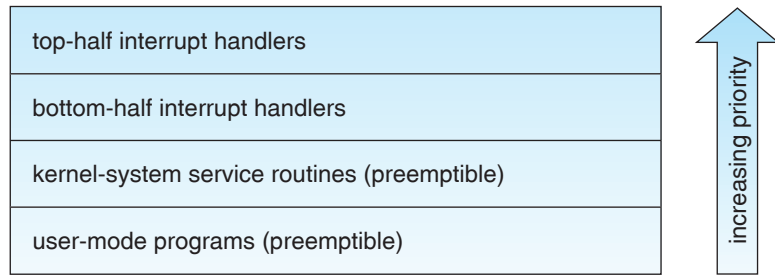 top-half interrupt handlers
bottom-half interrupt handlers
kernel-system service routines (preemptible)
user-mode programs (preemptible)
increasing priority